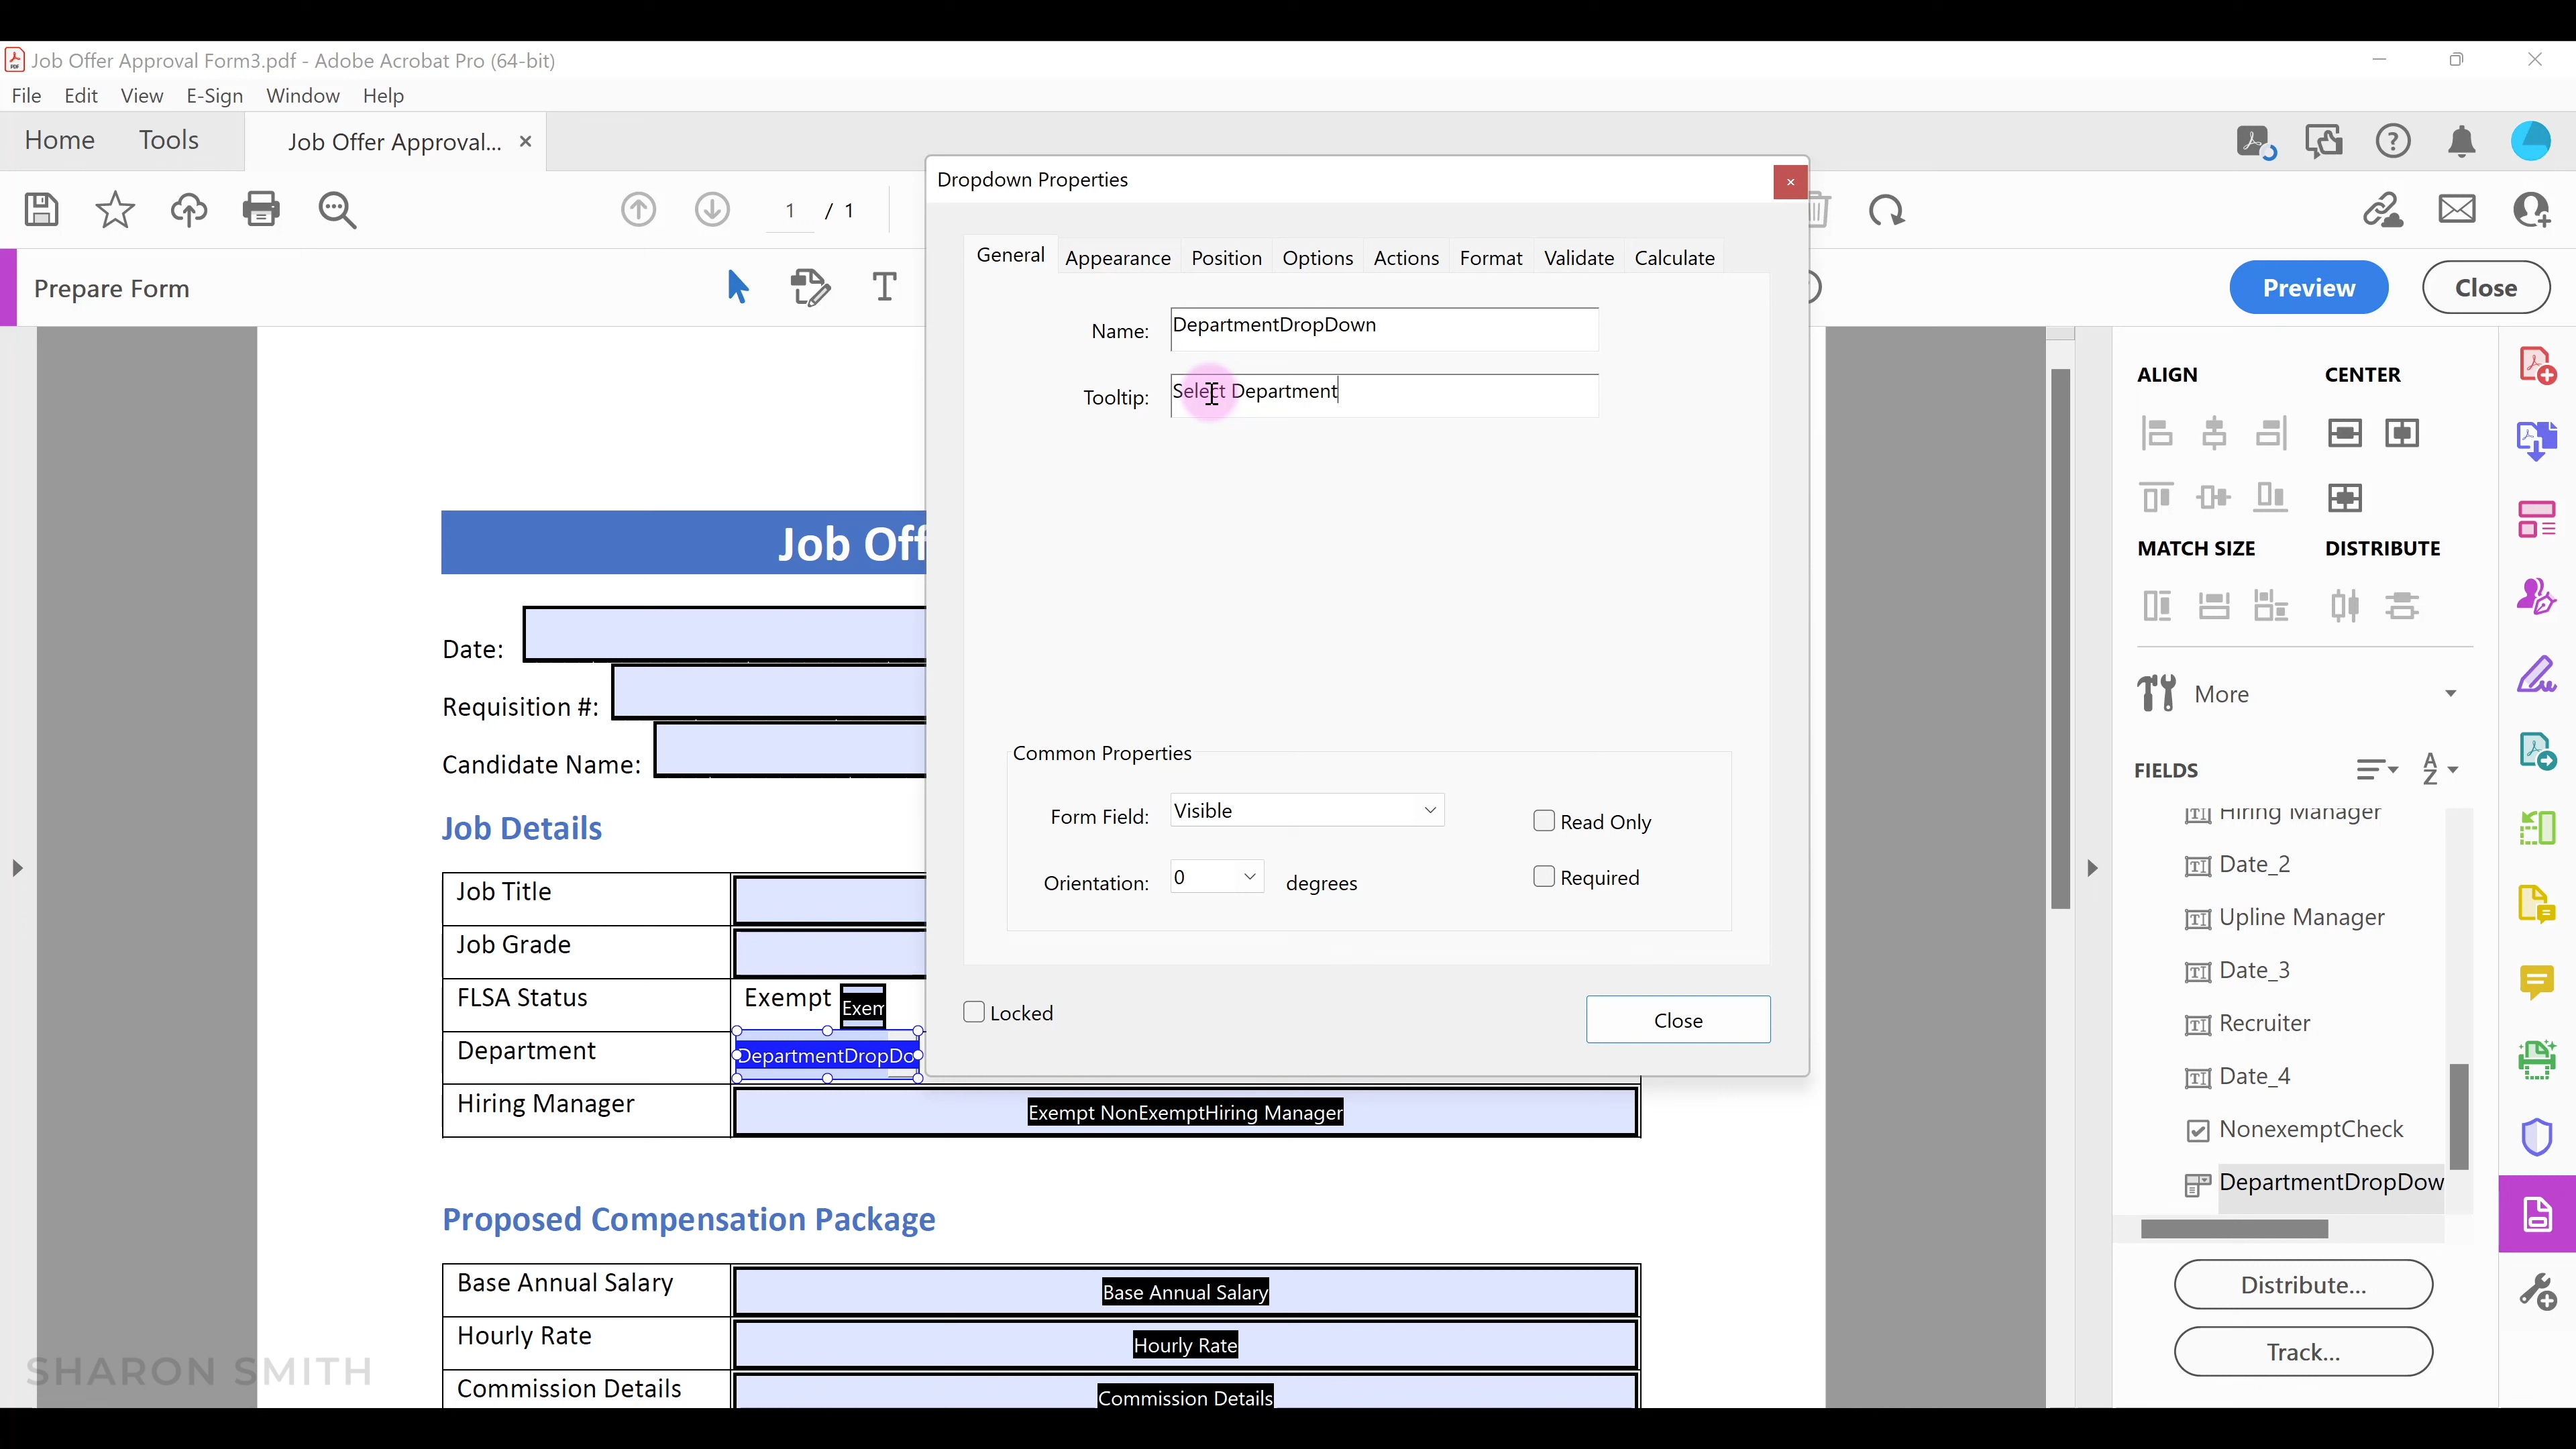 Job Offer Approval Form3.pdf - Adobe Acrobat Pro (64-bit)
File Edit View E-Sign Window Help
Home Tools Job Offer Approval... ×
1 / 1
Prepare Form
Preview Close
Dropdown Properties
General Appearance Position Options Actions Format Validate Calculate
Name: DepartmentDropDown
Tooltip: Select Department
Common Properties
Form Field: Visible
Read Only
Orientation: 0 degrees
Required
Locked
Close
Job Off
Date:
Requisition #:
Candidate Name:
Job Details
Job Title
Job Grade
FLSA Status Exempt Exem
Department DepartmentDropDo
Hiring Manager Exempt NonExemptHiring Manager
Proposed Compensation Package
Base Annual Salary Base Annual Salary
Hourly Rate Hourly Rate
Commission Details Commission Details
ALIGN CENTER
MATCH SIZE DISTRIBUTE
More
FIELDS
Hiring Manager
Date_2
Upline Manager
Date_3
Recruiter
Date_4
NonexemptCheck
DepartmentDropDow
Distribute...
Track...
SHARON SMITH